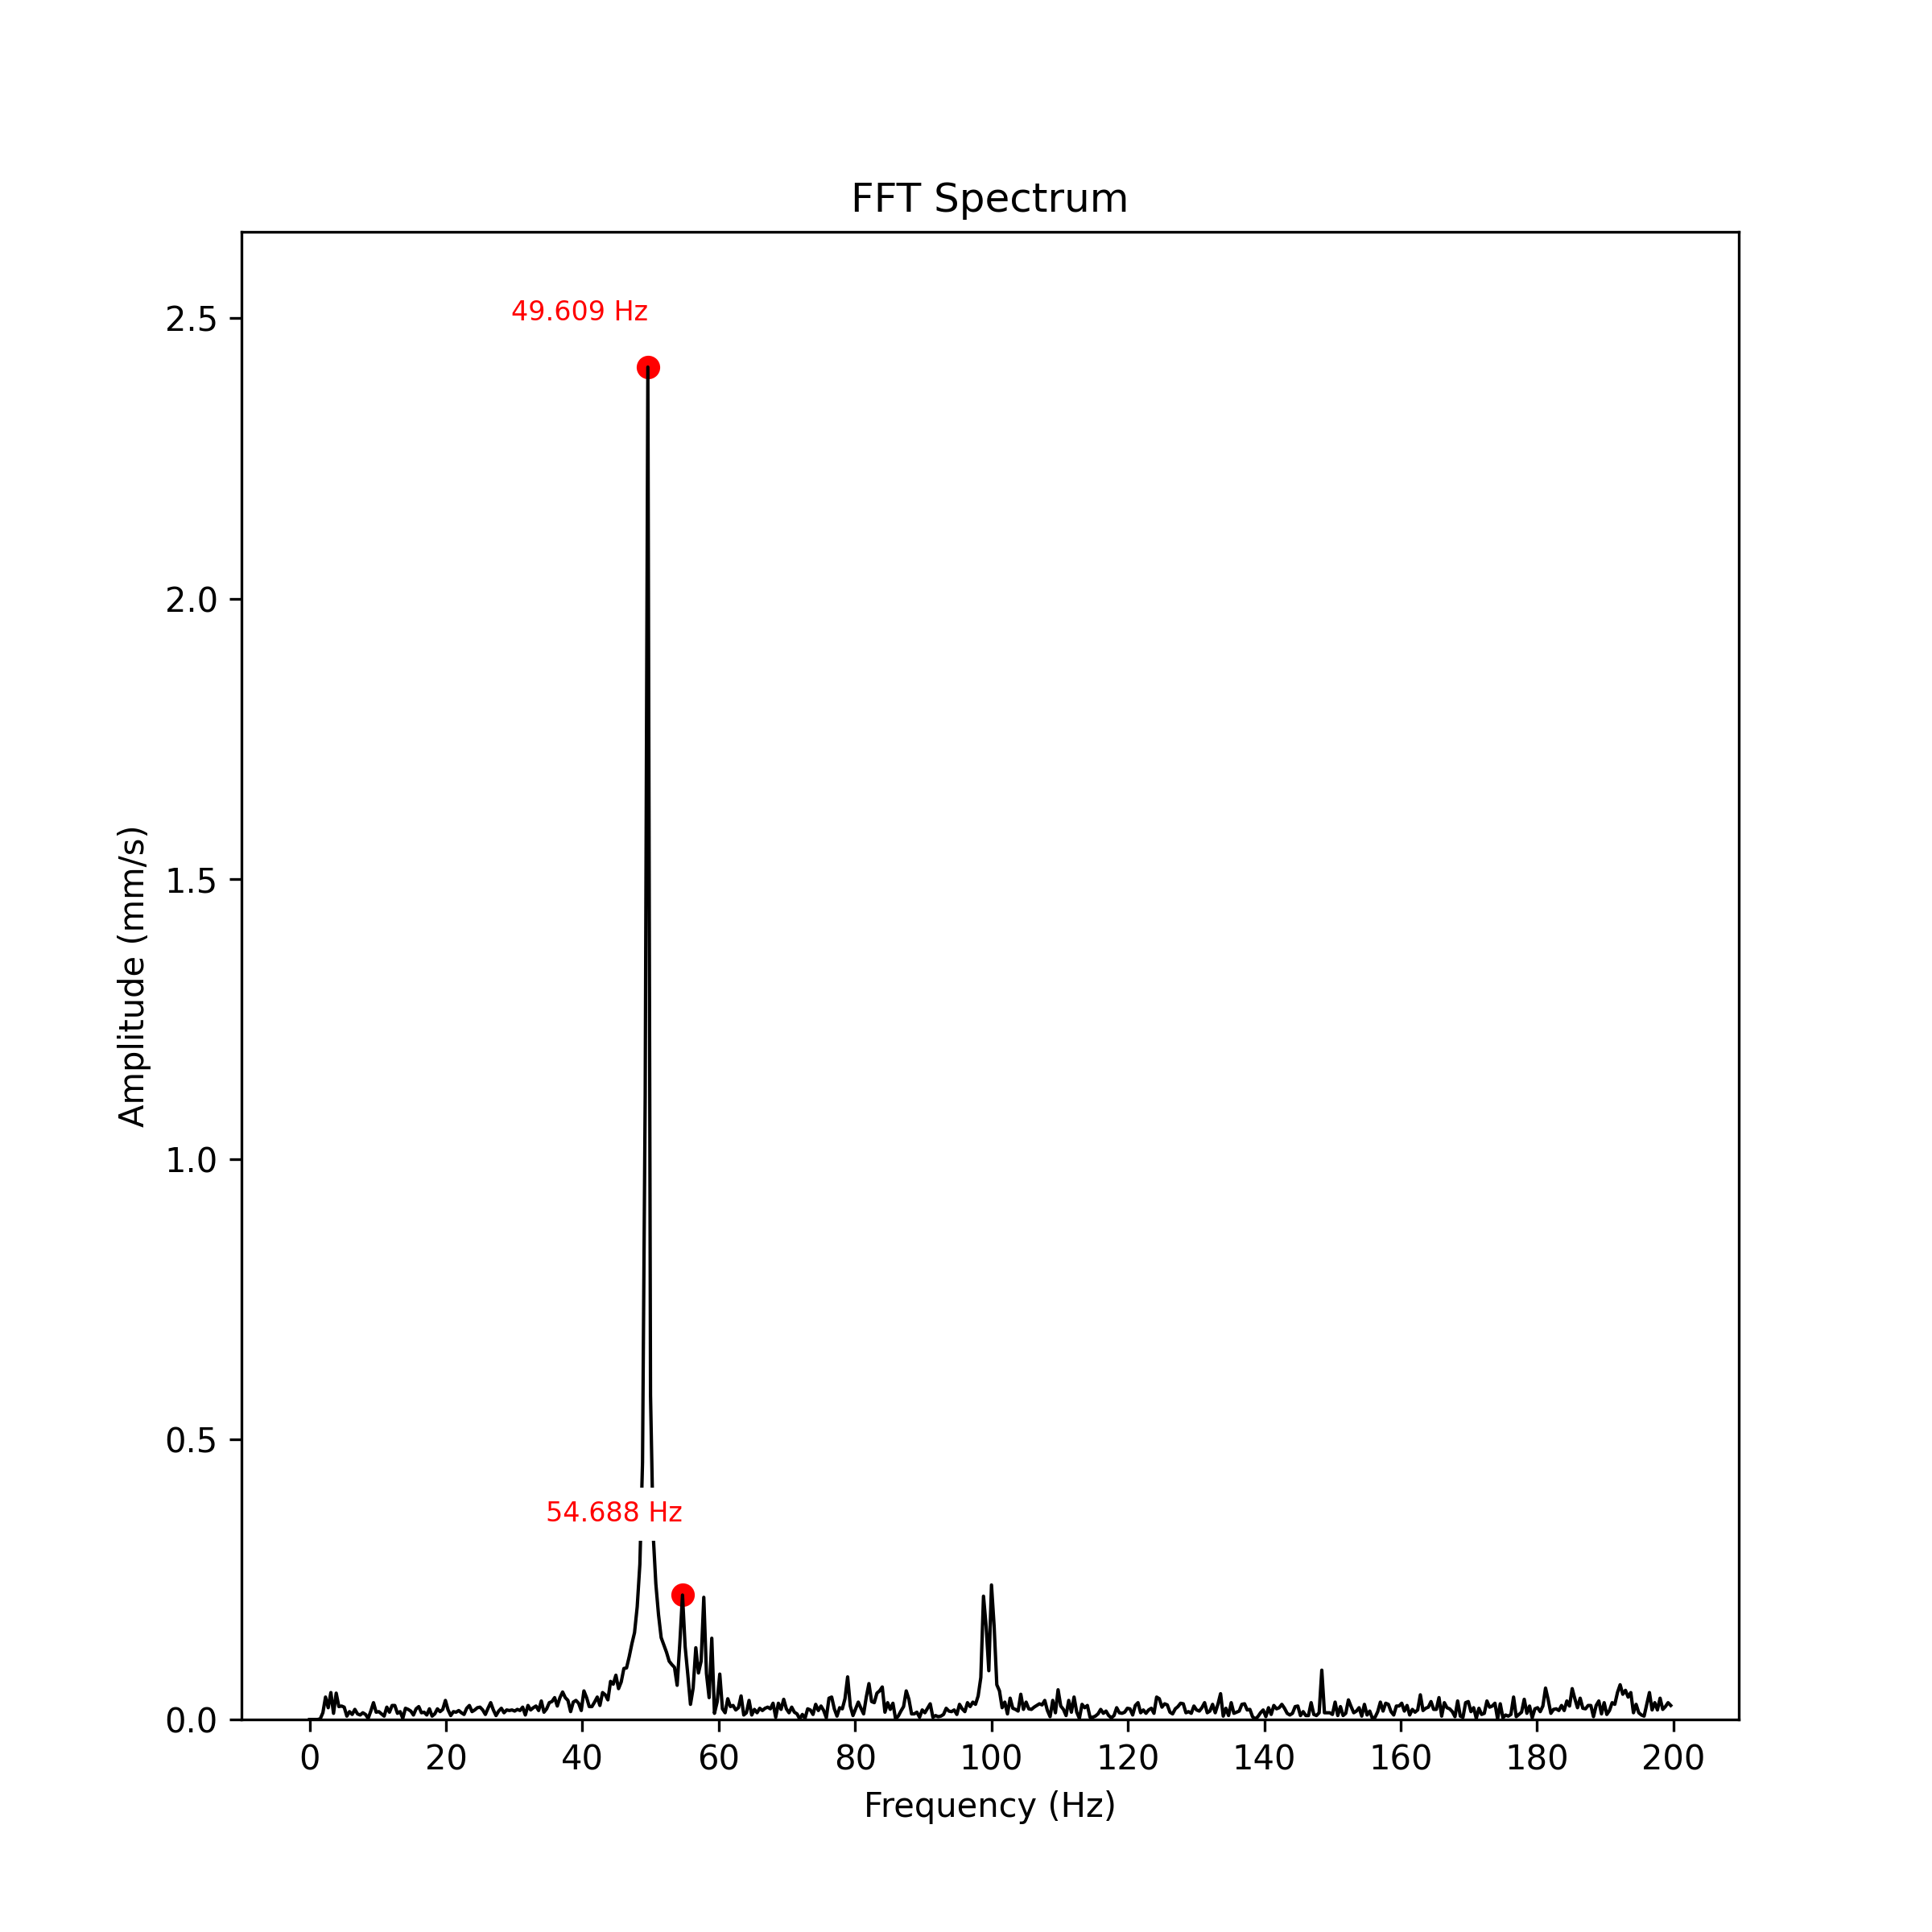 FFT Spectrum
49.609 Hz
2.5
2.0
1.5
1.0
0.5
0.0
Amplitude (mm/s)
54.688 Hz
0 20 40 60 80 100 120 140 160 180 200
Frequency (Hz)